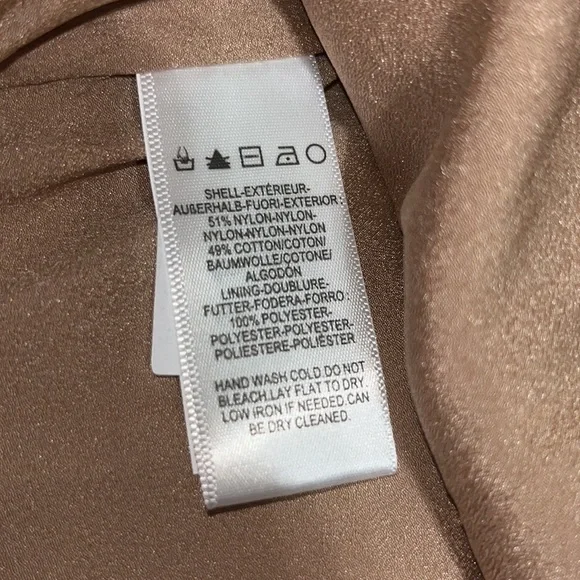 SHELL-EXTÉRIEUR-
AUßERHALB-FUORI-EXTERIOR:
51% NYLON-NYLON-
NYLON-NYLON-NYLON
49% COTTON/COTON/
BAUMWOLLE/COTONE/
ALGODÓN
LINING-DOUBLURE-
FUTTER-FODERA-FORRO:
100% POLYESTER-
POLYESTER-POLYESTER-
POLIESTERE-POLIÉSTER
HAND WASH COLD.DO NOT
BLEACH.LAY FLAT TO DRY.
LOW IRON IF NEEDED.CAN
BE DRY CLEANED.